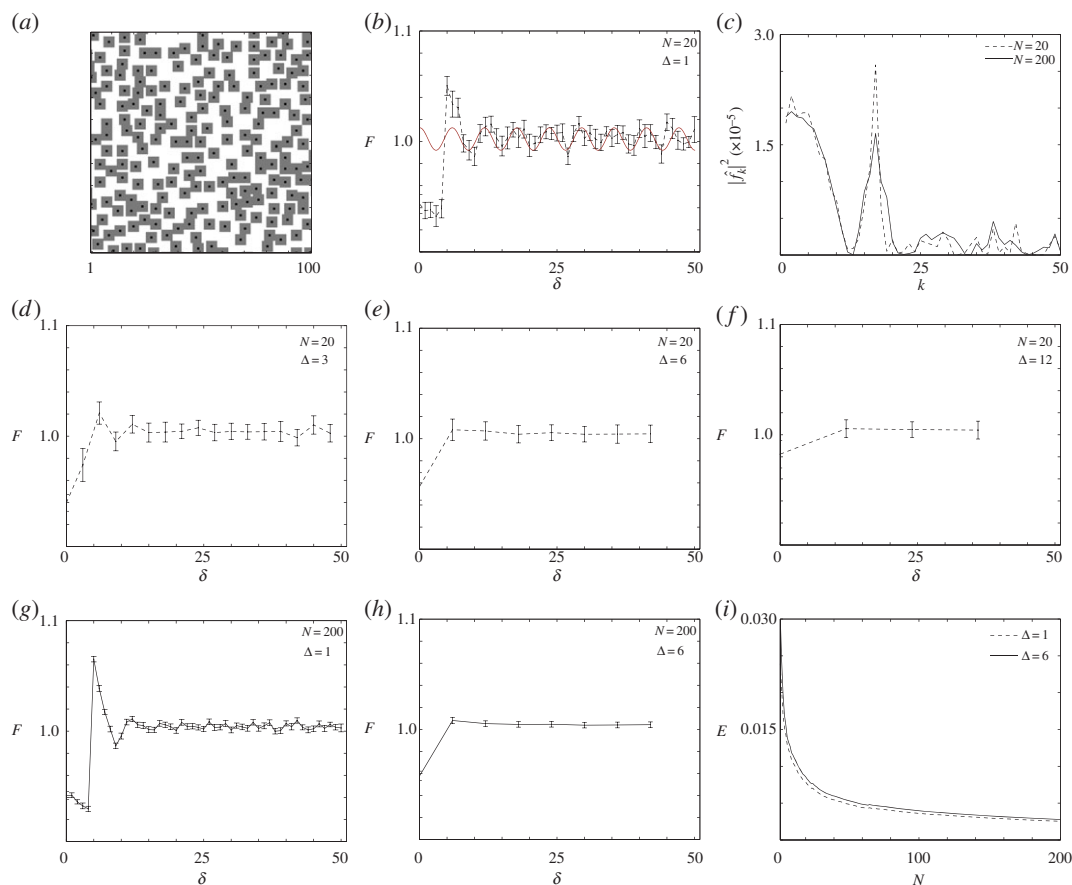 (a)
1
100
(b)
1.1
1.0
F
N = 20
Δ = 1
0
25
50
δ
(c)
3.0
1.5
|f̂k|² (×10⁻⁵)
N = 20
N = 200
0
25
50
k
(d)
1.1
1.0
F
N = 20
Δ = 3
0
25
50
δ
(e)
1.1
1.0
F
N = 20
Δ = 6
0
25
50
δ
(f)
1.1
1.0
F
N = 20
Δ = 12
0
25
50
δ
(g)
1.1
1.0
F
N = 200
Δ = 1
0
25
50
δ
(h)
1.1
1.0
F
N = 200
Δ = 6
0
25
50
δ
(i)
0.030
0.015
E
Δ = 1
Δ = 6
0
100
200
N